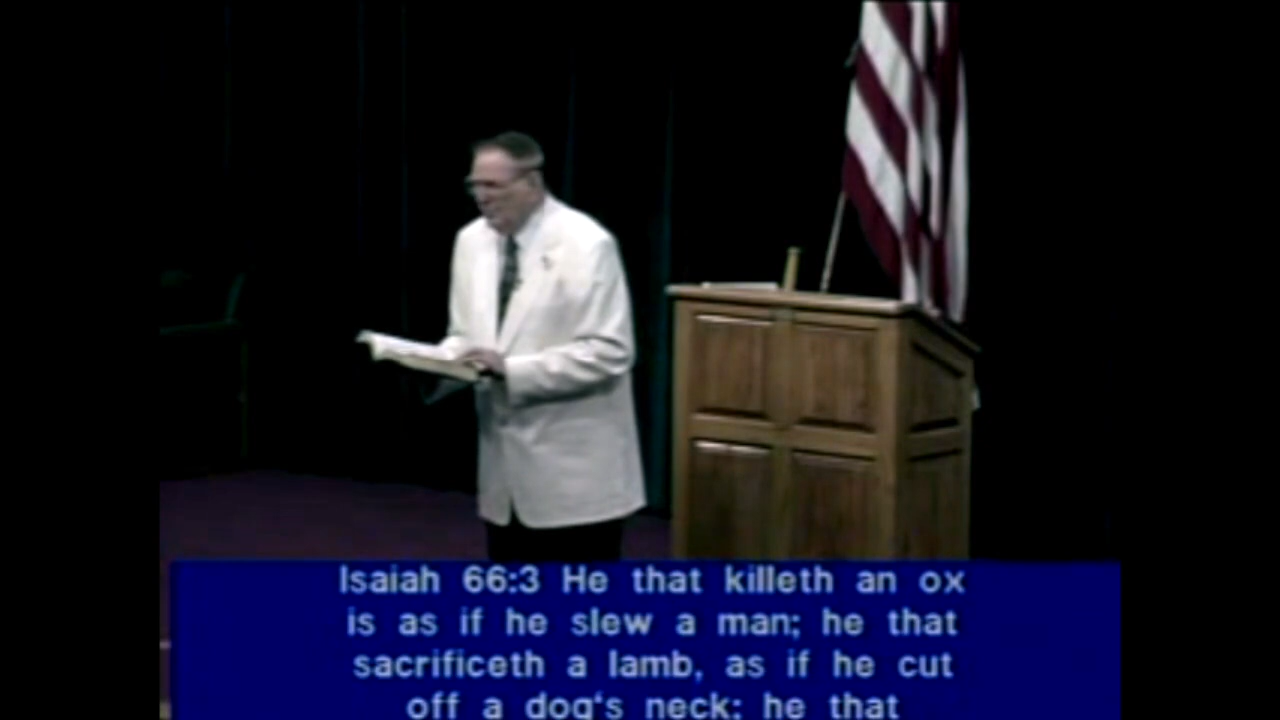 Isaiah 66:3 He that killeth an ox
is as if he slew a man; he that
sacrificeth a lamb, as if he cut
off a dog's neck; he that